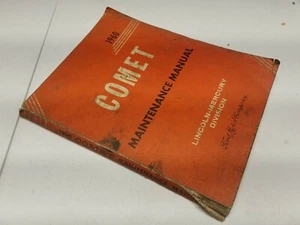 1960
COMET
MAINTENANCE MANUAL
LINCOLN-MERCURY
DIVISION